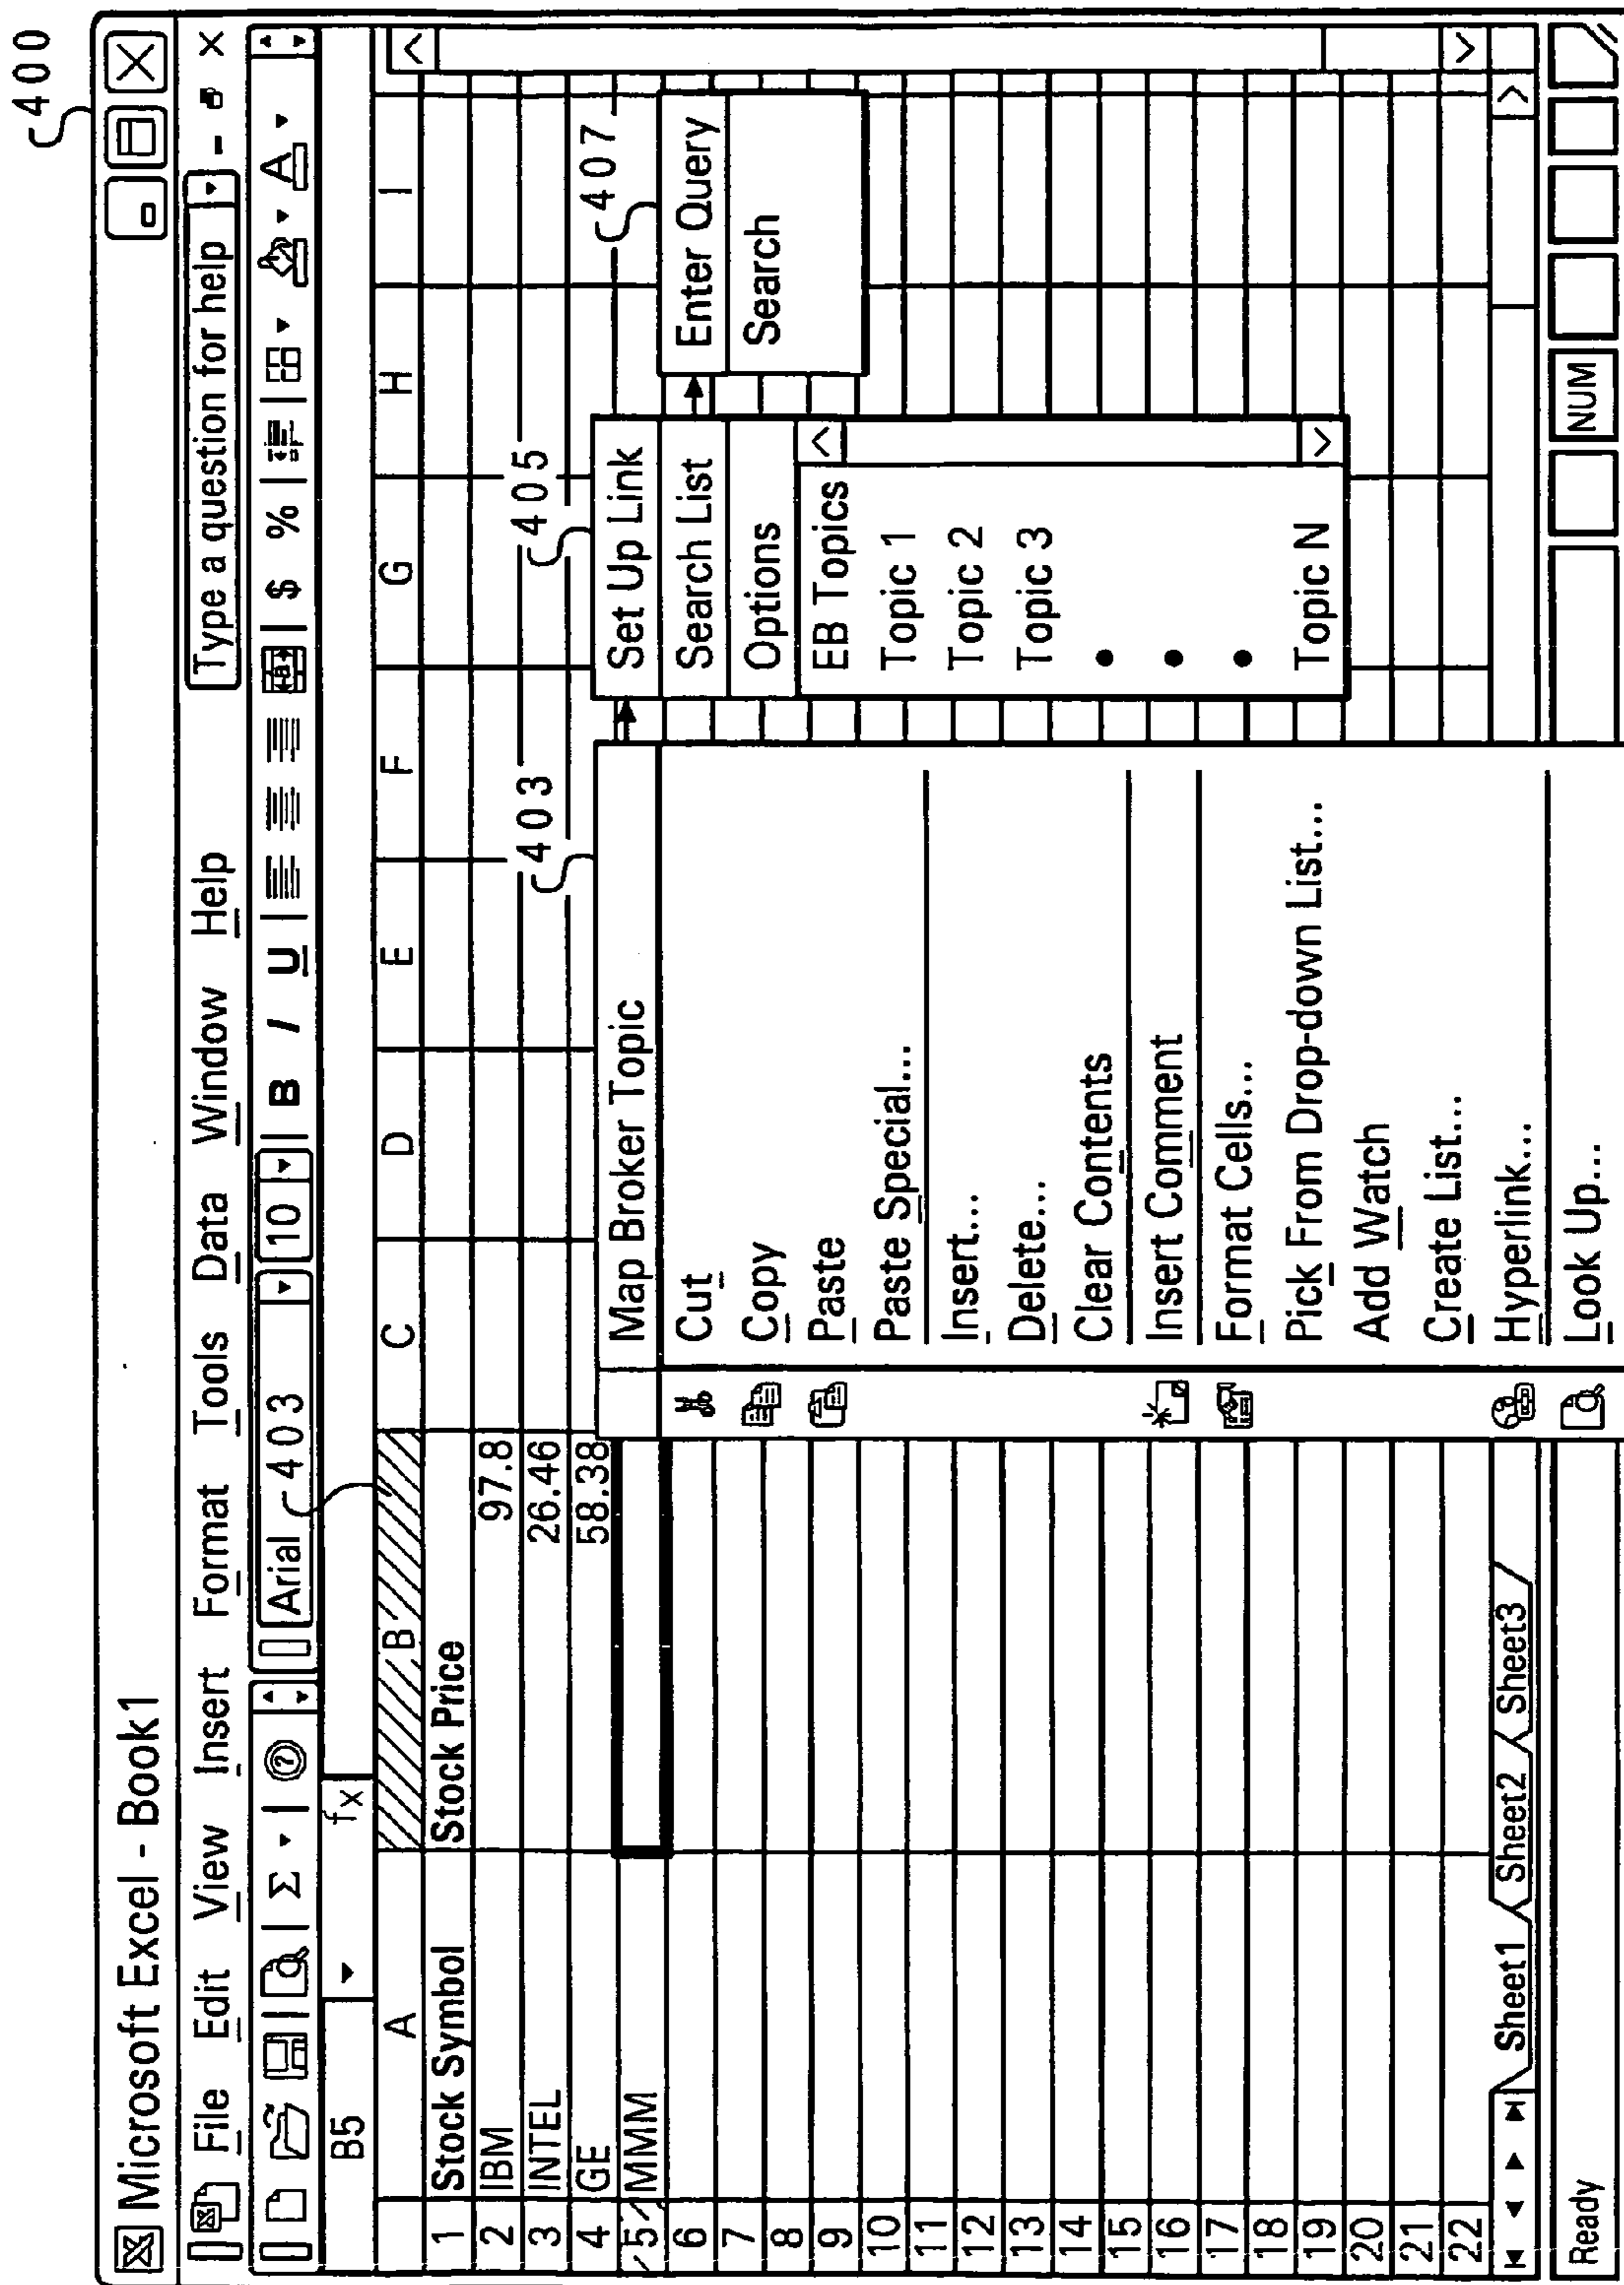 400
Microsoft Excel - Book1
File Edit View Insert Format Tools Data Window Help Type a question for help
Σ Arial 403 10 B I U $ % A
B5 fx
A B C D E F G H I
1 Stock Symbol Stock Price
2 IBM 97.8
3 INTEL 26.46
4 GE 58.38
5 MMM
6
7
8
9
10
11
12
13
14
15
16
17
18
19
20
21
22
403
Map Broker Topic
Cut
Copy
Paste
Paste Special...
Insert...
Delete...
Clear Contents
Insert Comment
Format Cells...
Pick From Drop-down List...
Add Watch
Create List...
Hyperlink...
Look Up...
405
Set Up Link
Search List
Options
EB Topics
Topic 1
Topic 2
Topic 3
Topic N
407
Enter Query
Search
Sheet1 Sheet2 Sheet3
Ready NUM